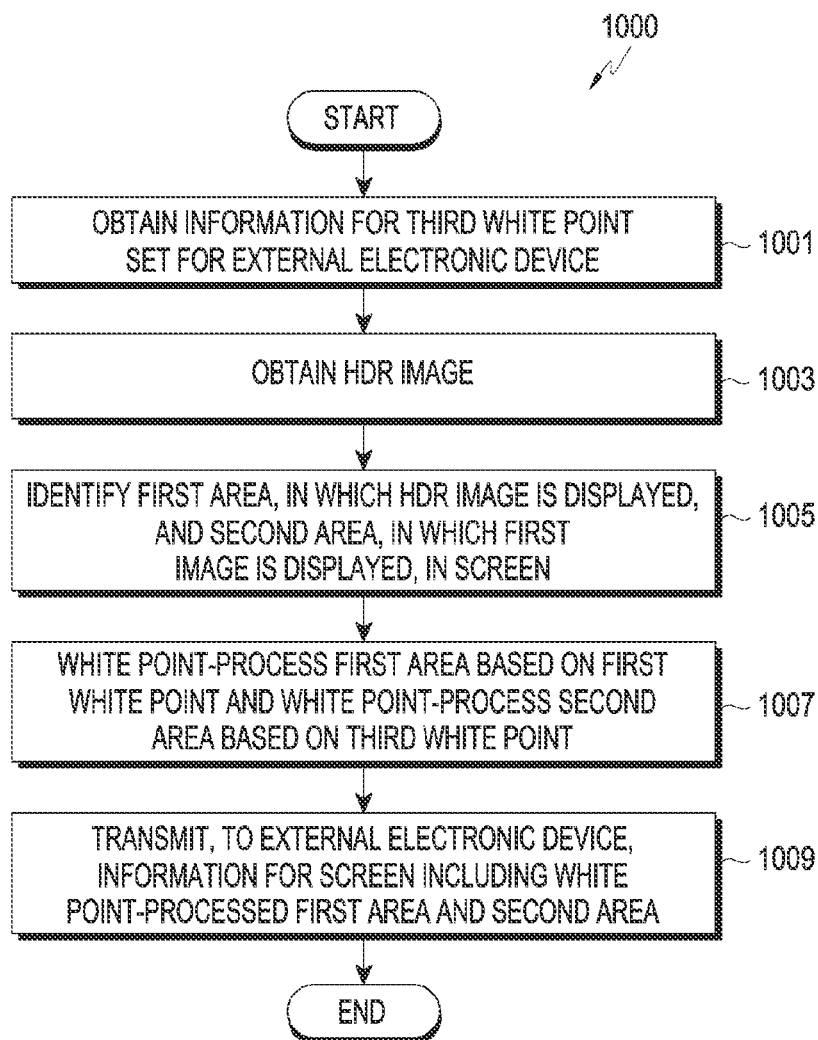 1000
START
OBTAIN INFORMATION FOR THIRD WHITE POINT
SET FOR EXTERNAL ELECTRONIC DEVICE
1001
OBTAIN HDR IMAGE
1003
IDENTIFY FIRST AREA, IN WHICH HDR IMAGE IS DISPLAYED,
AND SECOND AREA, IN WHICH FIRST
IMAGE IS DISPLAYED, IN SCREEN
1005
WHITE POINT-PROCESS FIRST AREA BASED ON FIRST
WHITE POINT AND WHITE POINT-PROCESS SECOND
AREA BASED ON THIRD WHITE POINT
1007
TRANSMIT, TO EXTERNAL ELECTRONIC DEVICE,
INFORMATION FOR SCREEN INCLUDING WHITE
POINT-PROCESSED FIRST AREA AND SECOND AREA
1009
END